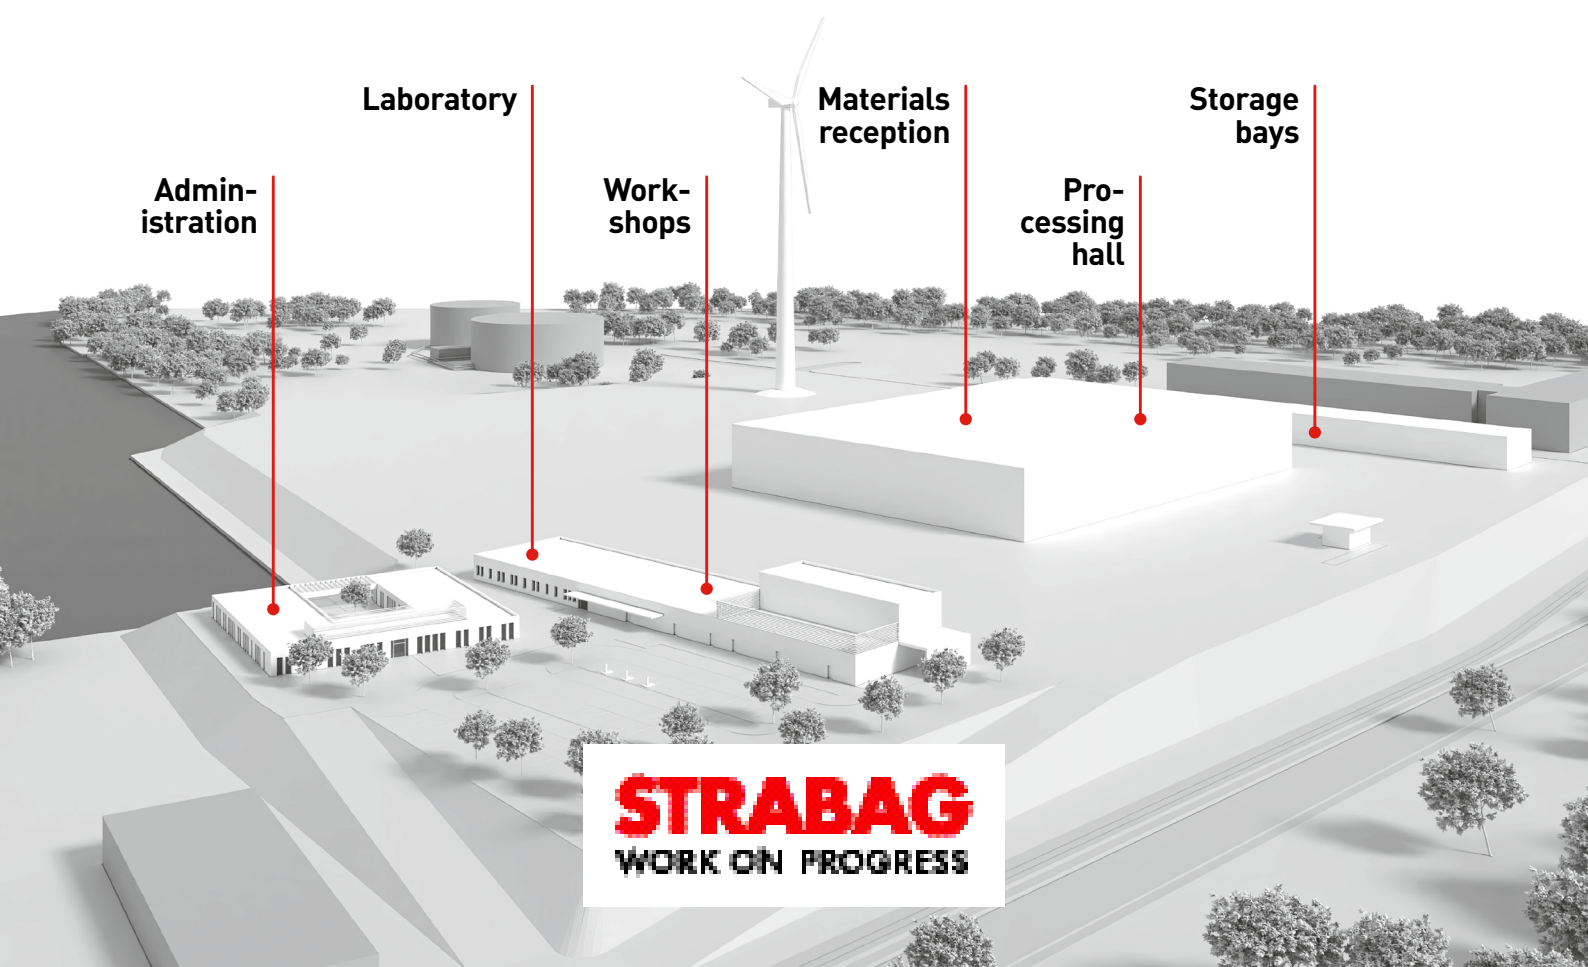 Laboratory
Materials
reception
Storage
bays
Admin-
istration
Work-
shops
Pro-
cessing
hall
STRABAG
WORK ON PROGRESS